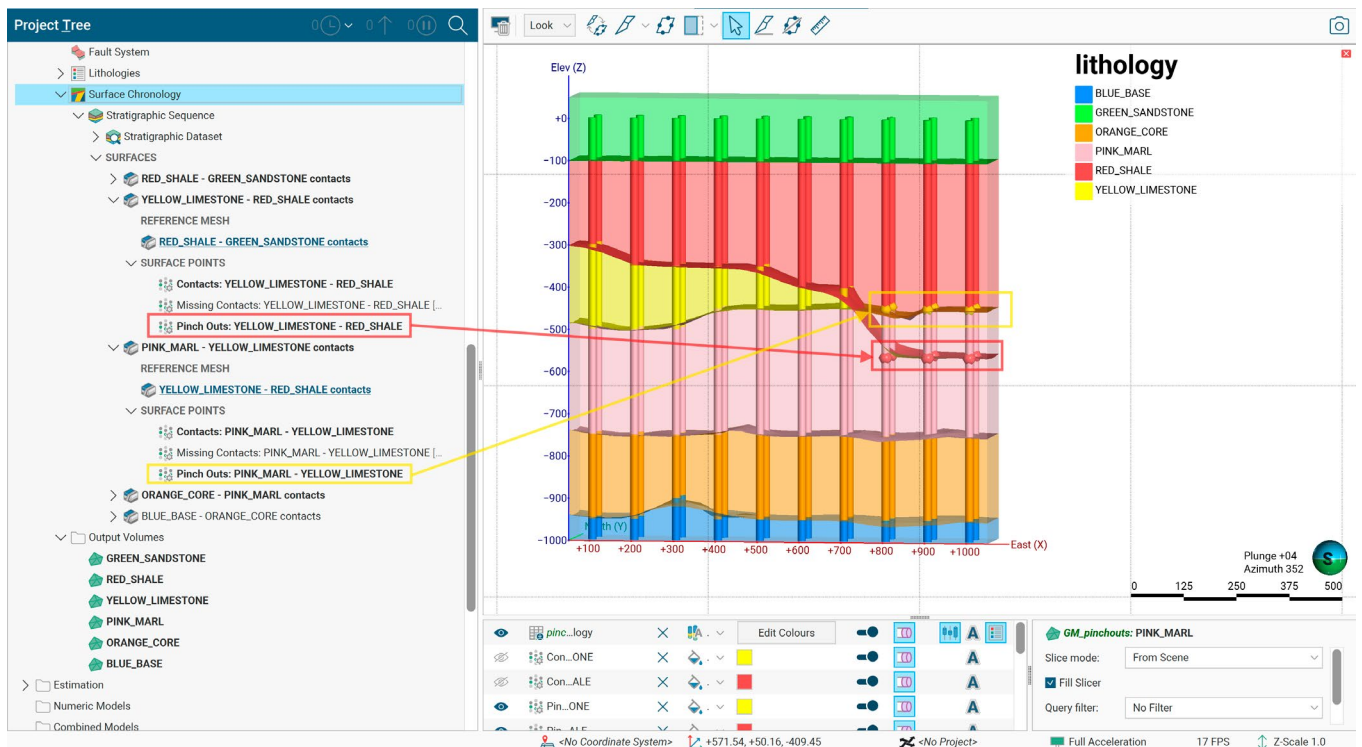 Project Tree
0
0
0
Look
Fault System
Lithologies
Surface Chronology
Stratigraphic Sequence
Stratigraphic Dataset
SURFACES
RED_SHALE - GREEN_SANDSTONE contacts
YELLOW_LIMESTONE - RED_SHALE contacts
REFERENCE MESH
RED_SHALE - GREEN_SANDSTONE contacts
SURFACE POINTS
Contacts: YELLOW_LIMESTONE - RED_SHALE
Missing Contacts: YELLOW_LIMESTONE - RED_SHALE [...
Pinch Outs: YELLOW_LIMESTONE - RED_SHALE
PINK_MARL - YELLOW_LIMESTONE contacts
REFERENCE MESH
YELLOW_LIMESTONE - RED_SHALE contacts
SURFACE POINTS
Contacts: PINK_MARL - YELLOW_LIMESTONE
Missing Contacts: PINK_MARL - YELLOW_LIMESTONE [...
Pinch Outs: PINK_MARL - YELLOW_LIMESTONE
ORANGE_CORE - PINK_MARL contacts
BLUE_BASE - ORANGE_CORE contacts
Output Volumes
GREEN_SANDSTONE
RED_SHALE
YELLOW_LIMESTONE
PINK_MARL
ORANGE_CORE
BLUE_BASE
Estimation
Numeric Models
Combined Models
Elev (Z)
+0
-100
-200
-300
-400
-500
-600
-700
-800
-900
-1000
North (Y)
+100 +200 +300 +400 +500 +600 +700 +800 +900 +1000
East (X)
lithology
BLUE_BASE
GREEN_SANDSTONE
ORANGE_CORE
PINK_MARL
RED_SHALE
YELLOW_LIMESTONE
Plunge +04
Azimuth 352
S
0 125 250 375 500
pinc...logy Edit Colours A
Con...ONE A
Con...ALE A
Pin...ONE A
Pin...ALE
GM_pinchouts: PINK_MARL
Slice mode: From Scene
Fill Slicer
Query filter: No Filter
<No Coordinate System> +571.54, +50.16, -409.45 <No Project> Full Acceleration 17 FPS Z-Scale 1.0